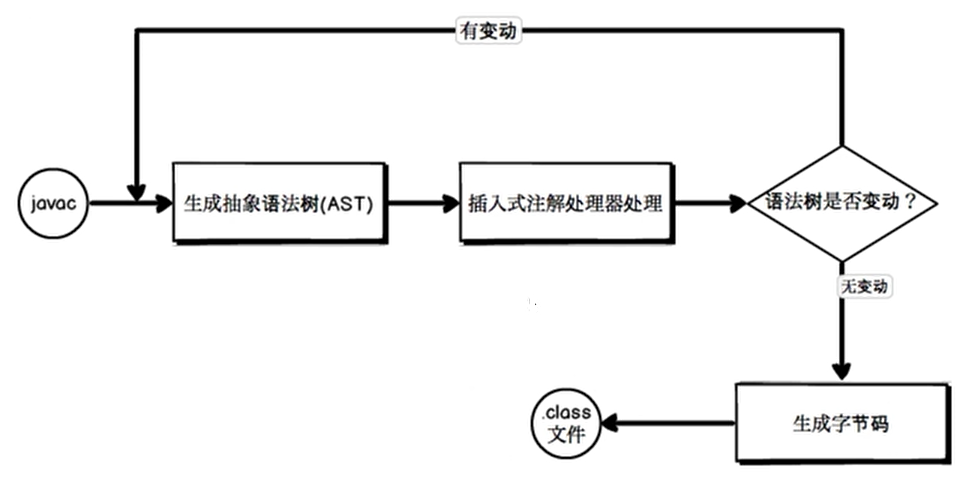 有变动
javac
生成抽象语法树(AST)
插入式注解处理器处理
语法树是否变动？
无变动
.class
文件
生成字节码